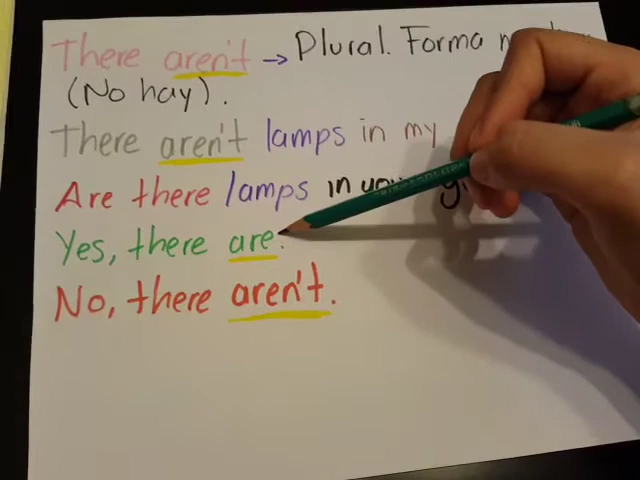 There aren't → Plural. Forma
(No hay).
There aren't lamps in my
Are there lamps in
Yes, there are.
No, there aren't.